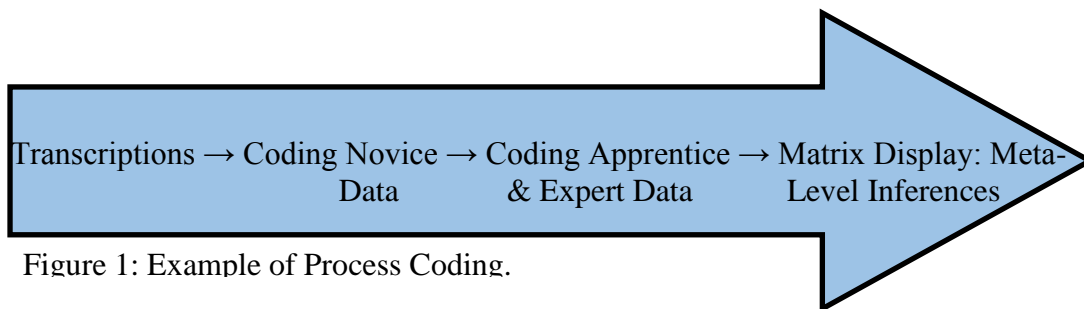 Transcriptions → Coding Novice → Coding Apprentice → Matrix Display: Meta-
Data & Expert Data Level Inferences
Figure 1: Example of Process Coding.